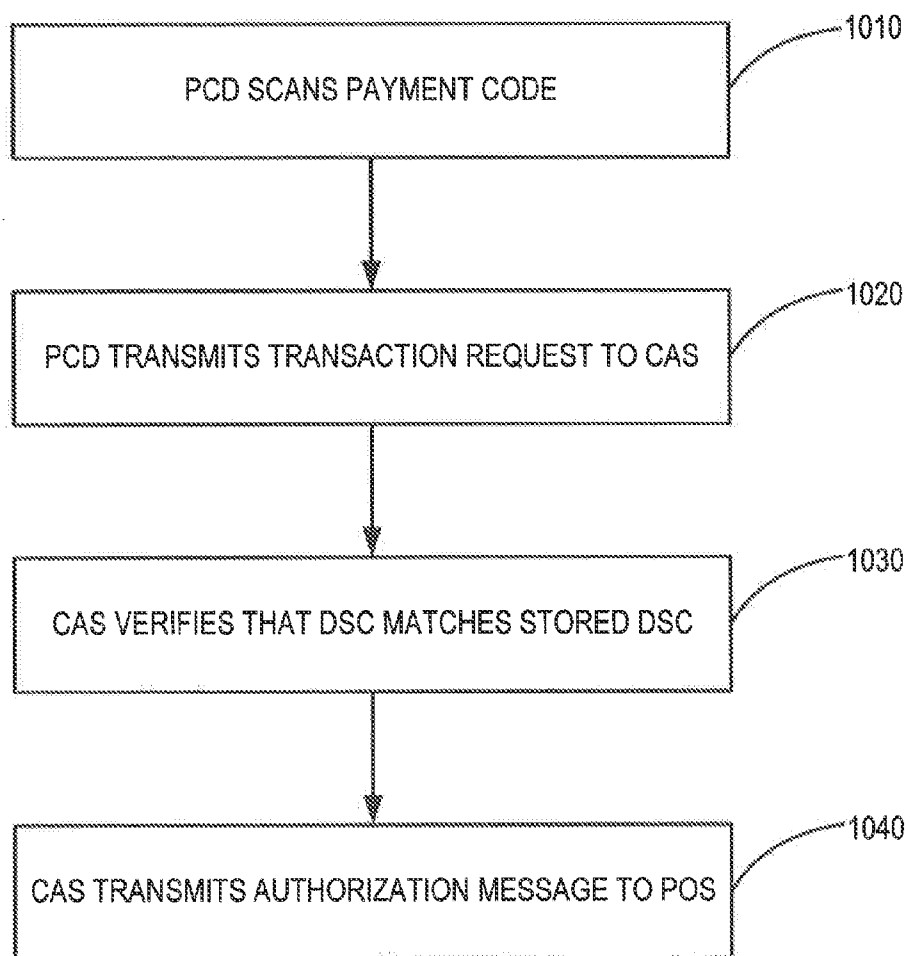 1010
PCD SCANS PAYMENT CODE
1020
PCD TRANSMITS TRANSACTION REQUEST TO CAS
1030
CAS VERIFIES THAT DSC MATCHES STORED DSC
1040
CAS TRANSMITS AUTHORIZATION MESSAGE TO POS